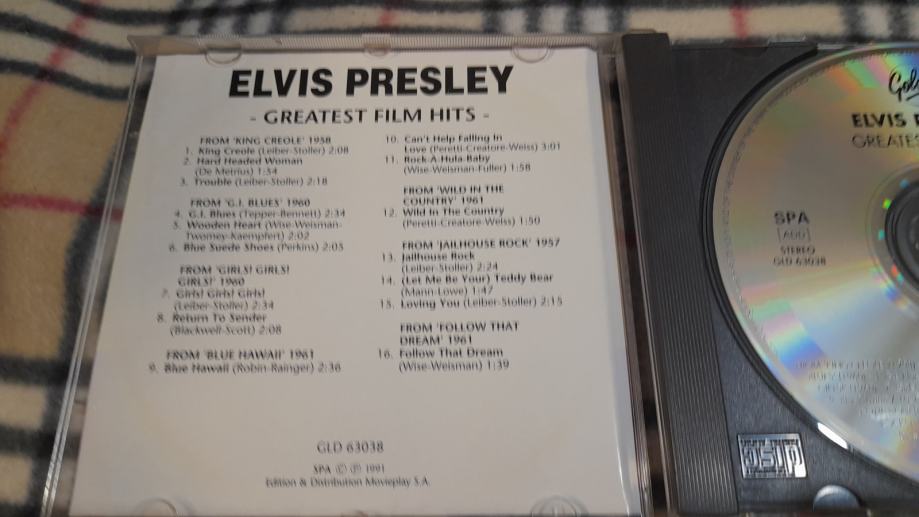 ELVIS PRESLEY
- GREATEST FILM HITS -
FROM 'KING CREOLE' 1958
1. King Creole (Leiber-Stoller) 2:08
2. Hard Headed Woman
(De Metrius) 1:54
3. Trouble (Leiber-Stoller) 2:18
FROM 'G.I. BLUES' 1960
4. G.I. Blues (Tepper-Bennett) 2:34
5. Wooden Heart (Wise-Weisman-
Twomey-Kaempfert) 2:02
6. Blue Suede Shoes (Perkins) 2:05
FROM 'GIRLS! GIRLS!
GIRLS!' 1960
7. Girls! Girls! Girls!
(Leiber-Stoller) 2:34
8. Return To Sender
(Blackwell-Scott) 2:08
FROM 'BLUE HAWAII' 1961
9. Blue Hawaii (Robin-Rainger) 2:36
10. Can't Help Falling In
Love (Peretti-Creatore-Weiss) 3:01
11. Rock-A-Hula-Baby
(Wise-Weisman-Fuller) 1:58
FROM 'WILD IN THE
COUNTRY' 1961
12. Wild In The Country
(Peretti-Creatore-Weiss) 1:50
FROM 'JAILHOUSE ROCK' 1957
13. Jailhouse Rock
(Leiber-Stoller) 2:24
14. (Let Me Be Your) Teddy Bear
(Mann-Lowe) 1:47
15. Loving You (Leiber-Stoller) 2:15
FROM 'FOLLOW THAT
DREAM' 1961
16. Follow That Dream
(Wise-Weisman) 1:39
GLD 63038
SPA © ℗ 1991
Edition & Distribution Movieplay S.A.
ELVIS
GREATES
SPA
[ADD]
STEREO
GLD 63038